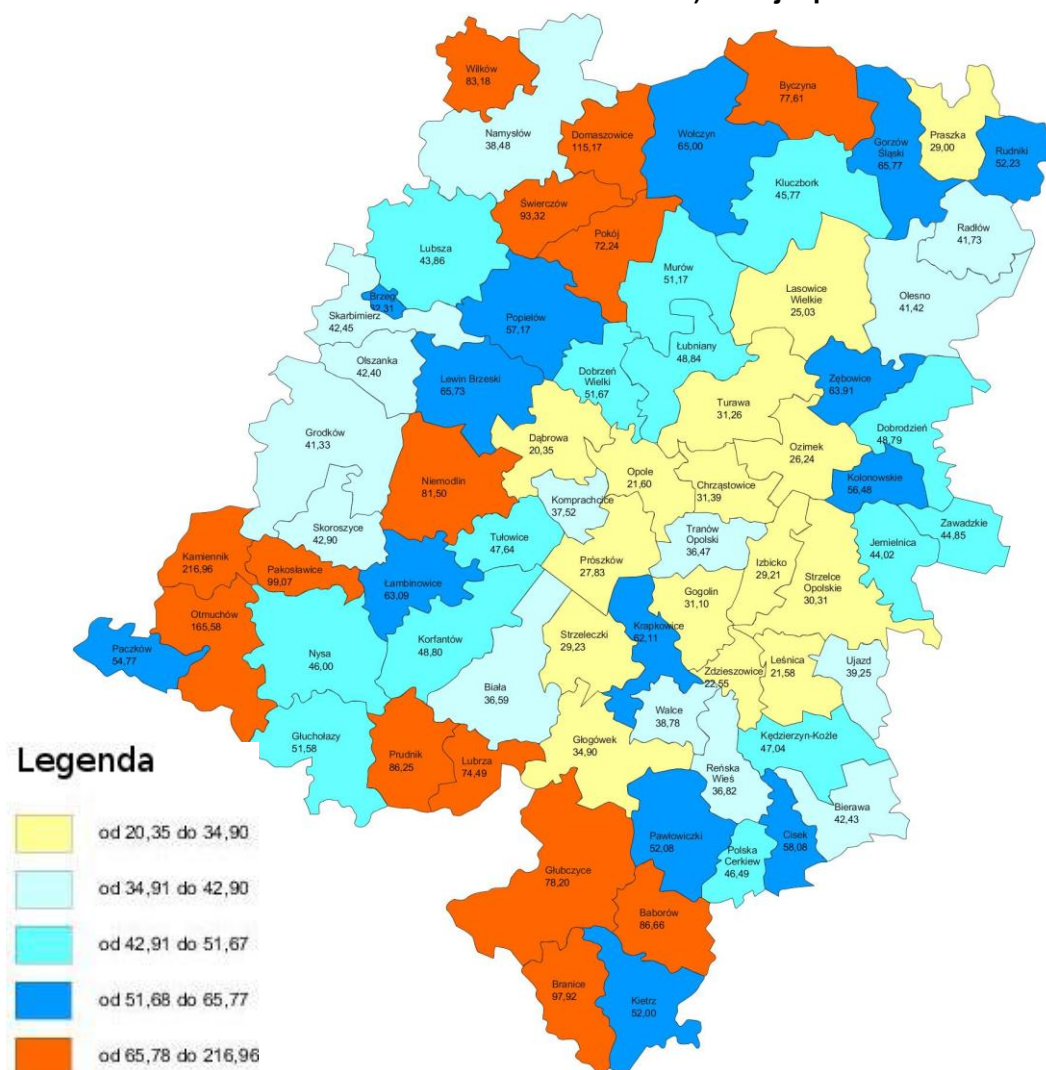 Wilków
83,18
Byczyna
77,61
Namysłów
38,48
Domaszowice
115,17
Wołczyn
65,00
Gorzów
Śląski
65,77
Praszka
29,00
Rudniki
52,23
Kluczbork
45,77
Świerczów
93,32
Pokój
72,24
Radłów
41,73
Lubsza
43,86
Murów
51,17
Lasowice
Wielkie
25,03
Olesno
41,42
Brzeg
Skarbimierz
42,45
Popielów
57,17
Łubniany
48,84
Olszanka
42,40
Lewin Brzeski
65,73
Dobrzeń
Wielki
51,67
Zębowice
63,91
Turawa
31,26
Dobrodzień
48,79
Grodków
41,33
Dąbrowa
20,35
Ozimek
26,24
Niemodlin
81,50
Opole
21,60
Chrząstowice
31,39
Kolonowskie
56,48
Komprachcice
37,52
Skoroszyce
42,90
Tułowice
47,64
Tranów
Opolski
36,47
Zawadzkie
44,85
Jemielnica
44,02
Kamiennik
216,96
Pakosławice
99,07
Prószków
27,83
Izbicko
29,21
Strzelce
Opolskie
30,31
Łambinowice
63,09
Gogolin
31,10
Otmuchów
165,58
Korfantów
48,80
Strzeleczki
29,23
Krapkowice
62,11
Paczków
54,77
Nysa
46,00
Zdzieszowice
22,55
Leśnica
21,58
Ujazd
39,25
Biała
36,59
Walce
38,78
Głuchołazy
51,58
Głogówek
34,90
Kędzierzyn-Koźle
47,04
Prudnik
86,25
Lubrza
74,49
Reńska
Wieś
36,82
Bierawa
42,43
Pawłowiczki
52,08
Cisek
58,08
Polska
Cerkiew
46,49
Głubczyce
78,20
Baborów
86,66
Branice
97,92
Kietrz
52,00
Legenda
od 20,35 do 34,90
od 34,91 do 42,90
od 42,91 do 51,67
od 51,68 do 65,77
od 65,78 do 216,96